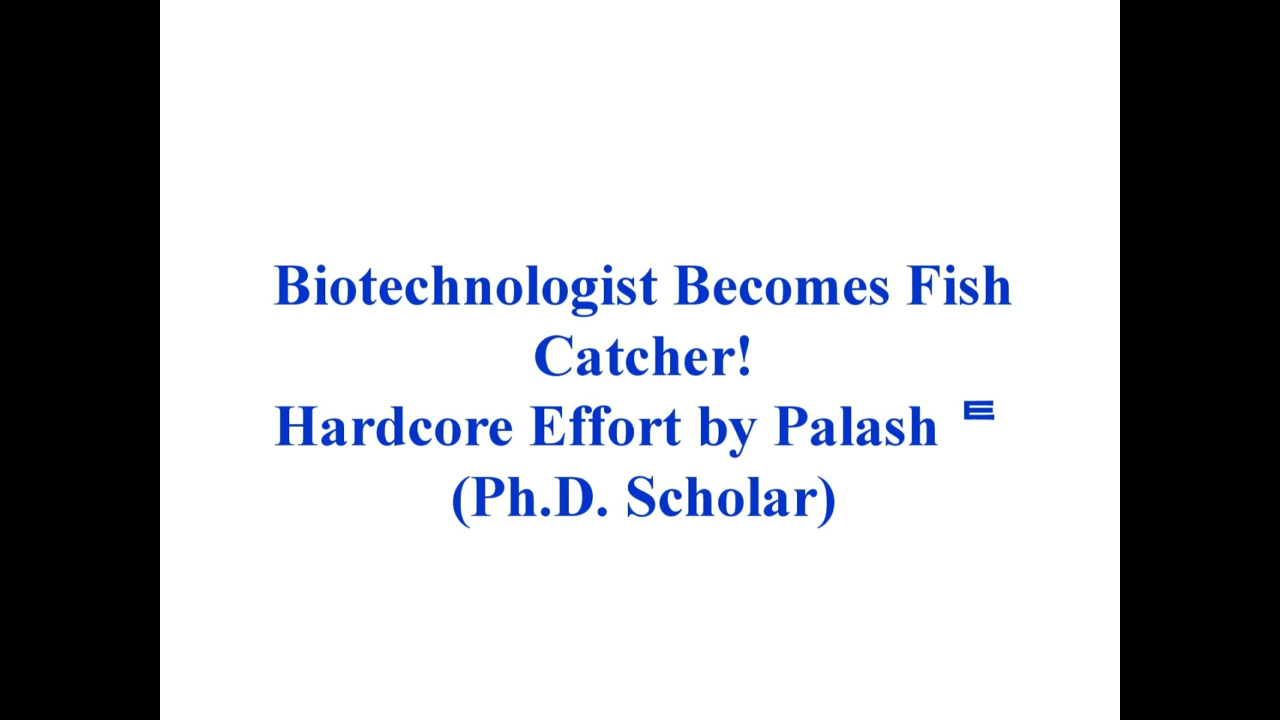 Biotechnologist Becomes Fish
Catcher!
Hardcore Effort by Palash
(Ph.D. Scholar)